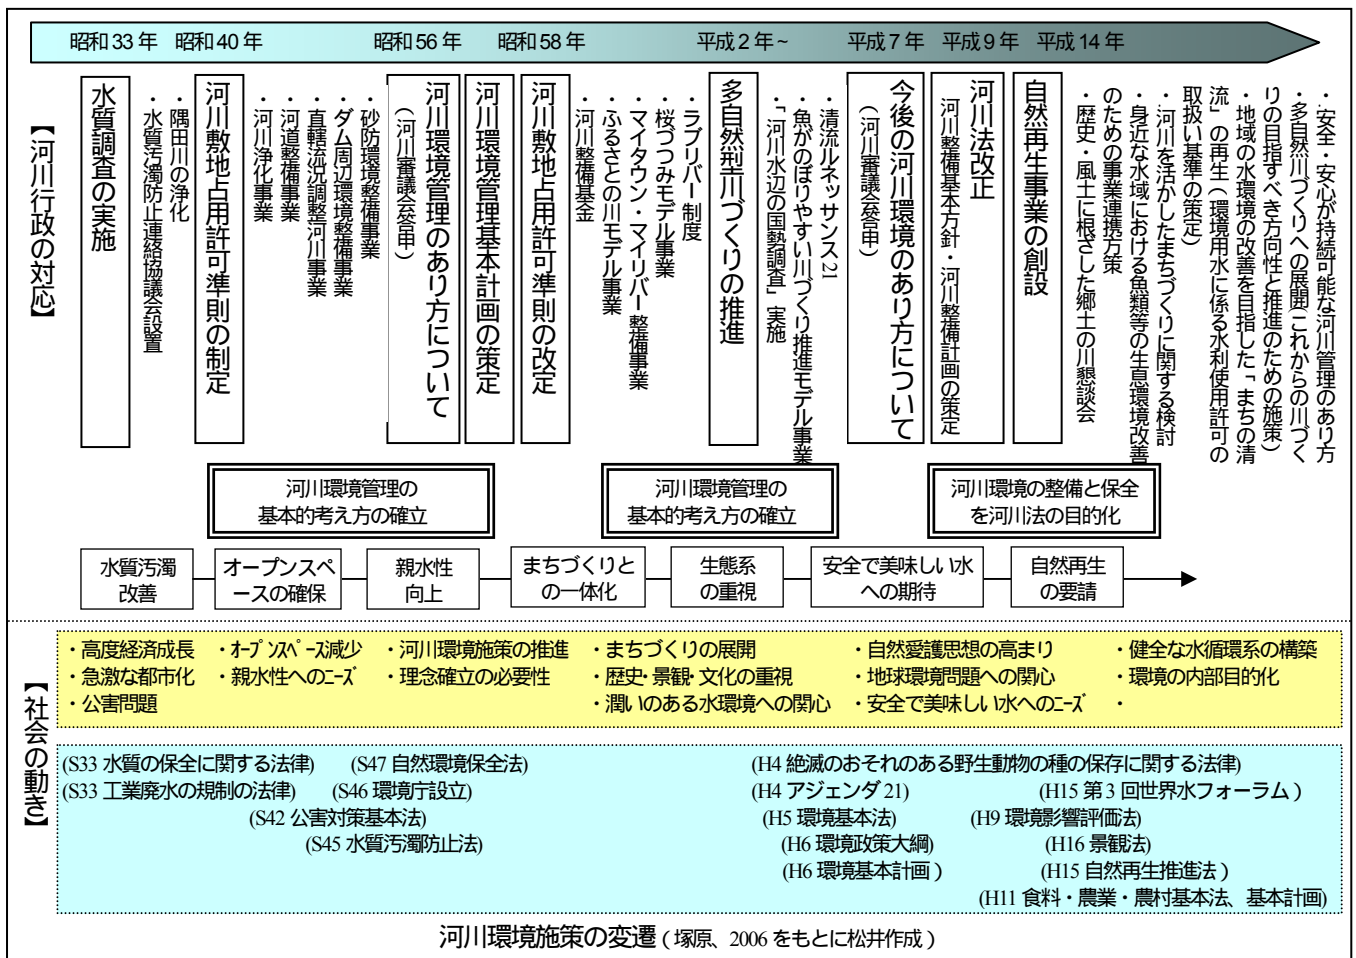 昭和33年 昭和40年 昭和56年 昭和58年 平成2年~ 平成7年 平成9年 平成14年
【河川行政の対応】
水質調査の実施
・隅田川の浄化
・水質汚濁防止連絡協議会設置
河川敷地占用許可準則の制定
・砂防環境整備事業
・ダム周辺環境整備事業
・直轄流況調整河川事業
・河道整備事業
・河川浄化事業
河川環境管理のあり方について
(河川審議会答申)
河川環境管理基本計画の策定
河川敷地占用許可準則の改定
・ラブリバー制度
・桜づつみモデル事業
・マイタウン・マイリバー整備事業
・ふるさとの川モデル事業
・河川整備基金
多自然型川づくりの推進
・清流ルネッサンス21
・魚がのぼりやすい川づくり推進モデル事業
・「河川水辺の国勢調査」実施
今後の河川環境のあり方について
(河川審議会答申)
河川法改正
河川整備基本方針・河川整備計画の策定
自然再生事業の創設
・安全・安心が持続可能な河川管理のあり方
・多自然川づくりへの展開(これからの川づく
りの目指すべき方向性と推進のための施策)
・地域の水環境の改善を目指した「まちの清
流」の再生(環境用水に係る水利使用許可の
取扱い基準の策定)
・河川を活かしたまちづくりに関する検討
・身近な水域における魚類等の生息環境改善
のための事業連携方策
・歴史・風土に根ざした郷土の川懇談会
河川環境管理の
基本的考え方の確立
河川環境管理の
基本的考え方の確立
河川環境の整備と保全
を河川法の目的化
水質汚濁
改善
オープンスペ
ースの確保
親水性
向上
まちづくりと
の一体化
生態系
の重視
安全で美味しい水
への期待
自然再生
の要請
【社会の動き】
・高度経済成長
・急激な都市化
・公害問題
・オープンスペース減少
・親水性へのニーズ
・河川環境施策の推進
・理念確立の必要性
・まちづくりの展開
・歴史・景観・文化の重視
・潤いのある水環境への関心
・自然愛護思想の高まり
・地球環境問題への関心
・安全で美味しい水へのニーズ
・健全な水循環系の構築
・環境の内部目的化
・
(S33 水質の保全に関する法律) (S47 自然環境保全法) (H4 絶滅のおそれのある野生動物の種の保存に関する法律)
(S33 工業廃水の規制の法律) (S46 環境庁設立) (H4 アジェンダ21) (H15 第3回世界水フォーラム)
(S42 公害対策基本法) (H5 環境基本法) (H9 環境影響評価法)
(S45 水質汚濁防止法) (H6 環境政策大綱) (H16 景観法)
(H6 環境基本計画) (H15 自然再生推進法)
(H11 食料・農業・農村基本法、基本計画)
河川環境施策の変遷(塚原、2006をもとに松井作成)